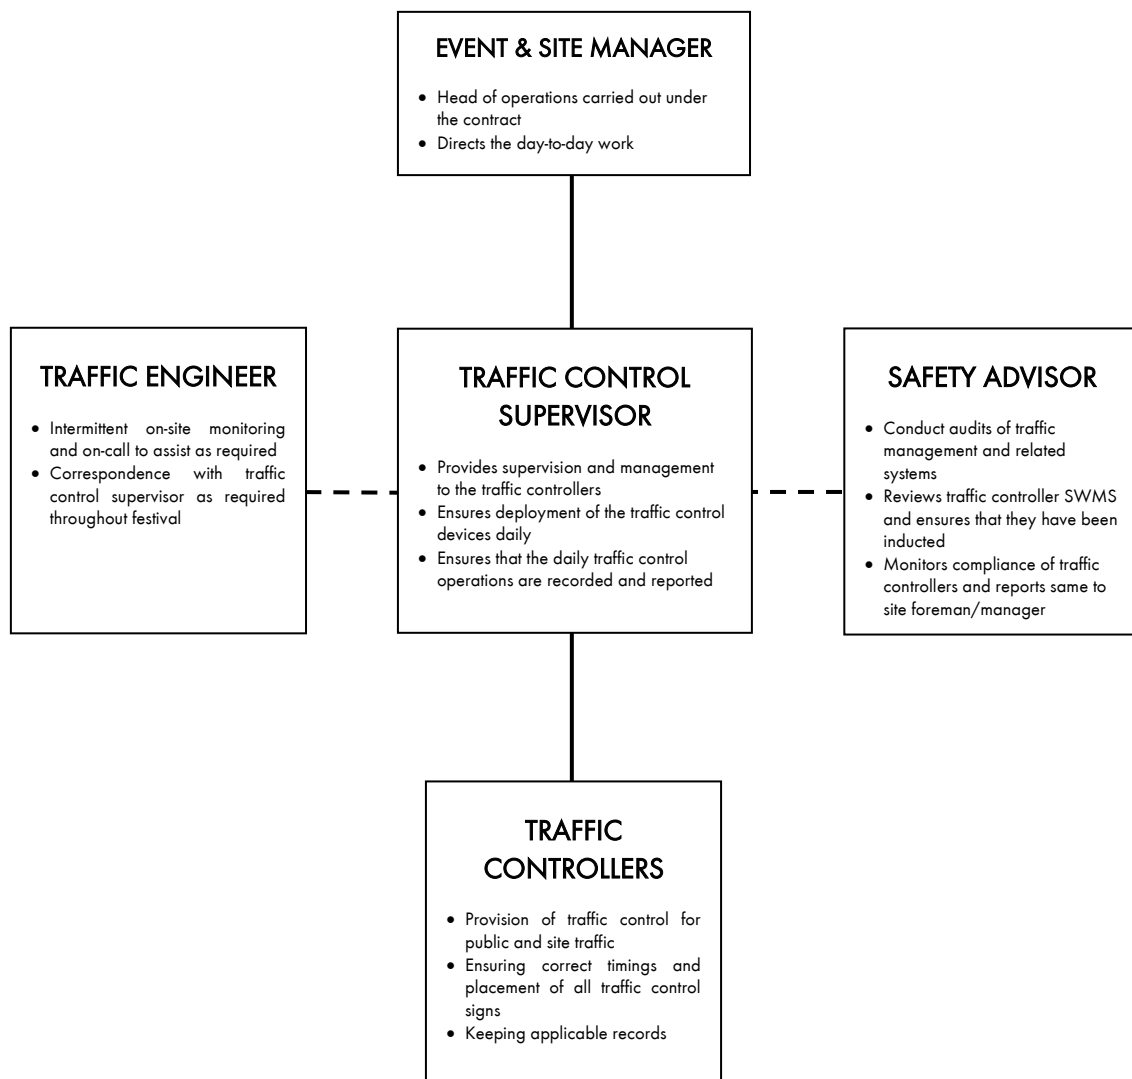 EVENT & SITE MANAGER
• Head of operations carried out under
the contract
• Directs the day-to-day work
TRAFFIC ENGINEER
• Intermittent on-site monitoring
and on-call to assist as required
• Correspondence with traffic
control supervisor as required
throughout festival
TRAFFIC CONTROL
SUPERVISOR
• Provides supervision and management
to the traffic controllers
• Ensures deployment of the traffic control
devices daily
• Ensures that the daily traffic control
operations are recorded and reported
SAFETY ADVISOR
• Conduct audits of traffic
management and related
systems
• Reviews traffic controller SWMS
and ensures that they have been
inducted
• Monitors compliance of traffic
controllers and reports same to
site foreman/manager
TRAFFIC
CONTROLLERS
• Provision of traffic control for
public and site traffic
• Ensuring correct timings and
placement of all traffic control
signs
• Keeping applicable records